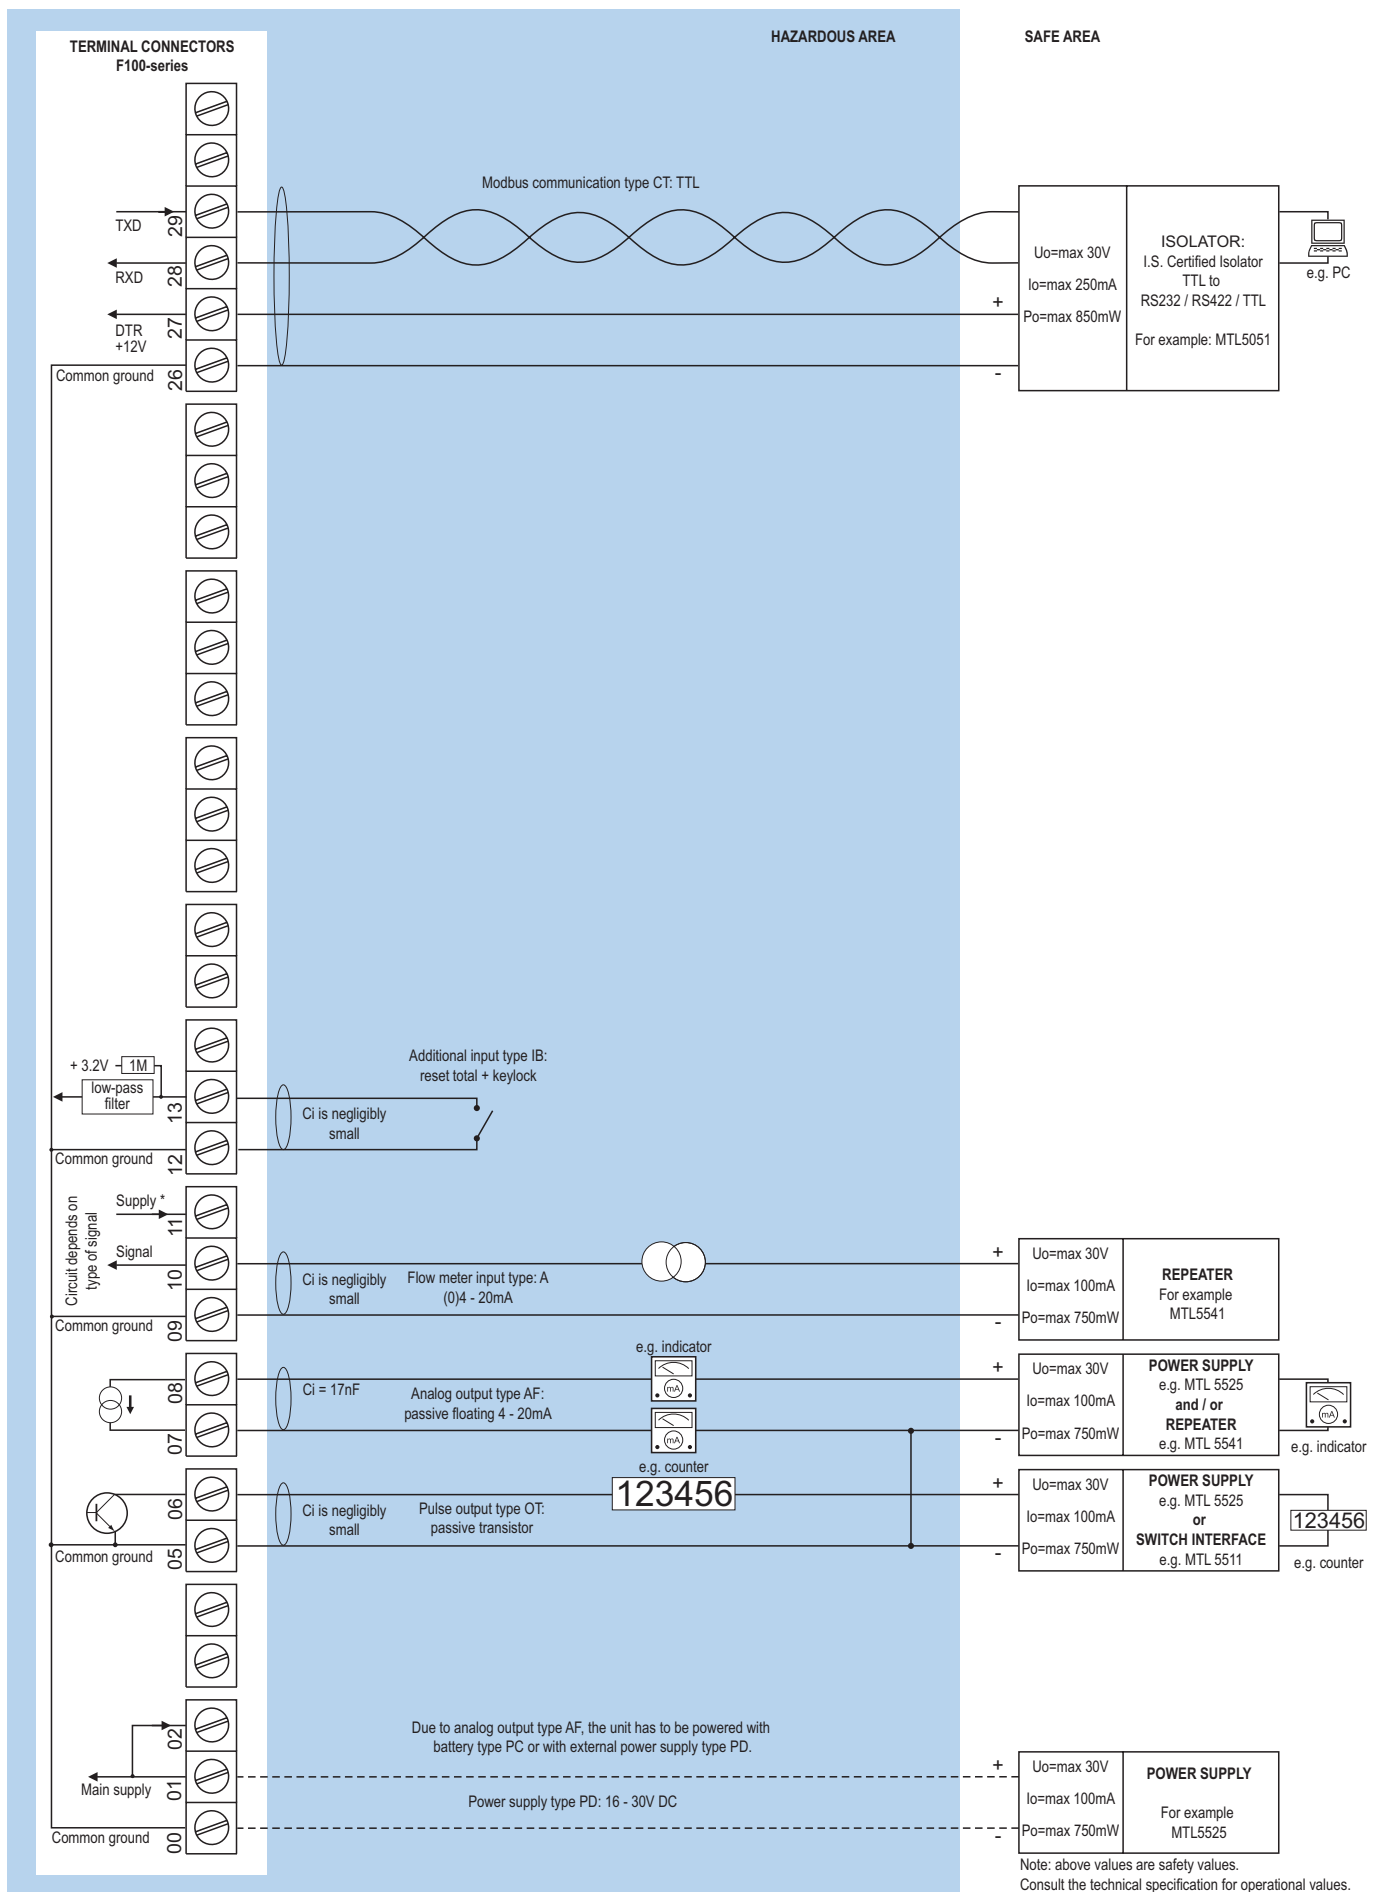 HAZARDOUS AREA
SAFE AREA
TERMINAL CONNECTORS
F100-series
Modbus communication type CT: TTL
TXD
29
RXD
28
DTR
+12V
27
Common ground
26
+
-
Uo=max 30V
Io=max 250mA
Po=max 850mW
ISOLATOR:
I.S. Certified Isolator
TTL to
RS232 / RS422 / TTL
For example: MTL5051
e.g. PC
+ 3.2V
1M
low-pass
filter
13
Common ground
12
Ci is negligibly
small
Additional input type IB:
reset total + keylock
Circuit depends on
type of signal
Supply *
11
Signal
10
Common ground
09
Ci is negligibly
small
Flow meter input type: A
(0)4 - 20mA
+
-
Uo=max 30V
Io=max 100mA
Po=max 750mW
REPEATER
For example
MTL5541
08
07
Ci = 17nF
Analog output type AF:
passive floating 4 - 20mA
e.g. indicator
mA
mA
+
-
Uo=max 30V
Io=max 100mA
Po=max 750mW
POWER SUPPLY
e.g. MTL 5525
and / or
REPEATER
e.g. MTL 5541
mA
e.g. indicator
06
Common ground
05
Ci is negligibly
small
Pulse output type OT:
passive transistor
e.g. counter
123456
+
-
Uo=max 30V
Io=max 100mA
Po=max 750mW
POWER SUPPLY
e.g. MTL 5525
or
SWITCH INTERFACE
e.g. MTL 5511
123456
e.g. counter
02
Main supply
01
Common ground
00
Due to analog output type AF, the unit has to be powered with
battery type PC or with external power supply type PD.
Power supply type PD: 16 - 30V DC
+
-
Uo=max 30V
Io=max 100mA
Po=max 750mW
POWER SUPPLY
For example
MTL5525
Note: above values are safety values.
Consult the technical specification for operational values.